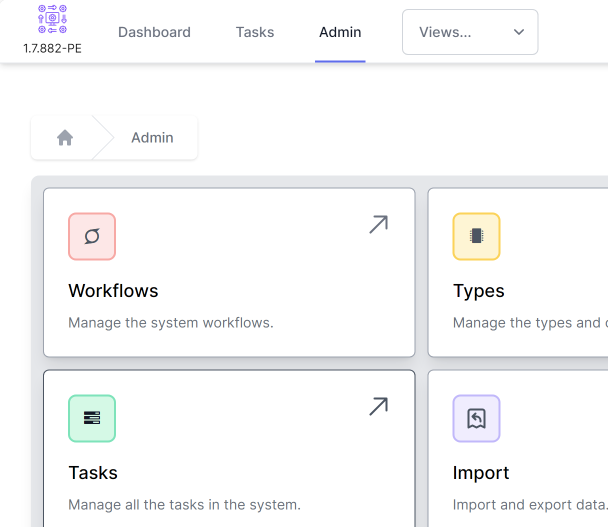 Dashboard
Tasks
Admin
Views...
1.7.882-PE
Admin
Workflows
Manage the system workflows.
Types
Manage the types and
Tasks
Manage all the tasks in the system.
Import
Import and export data.